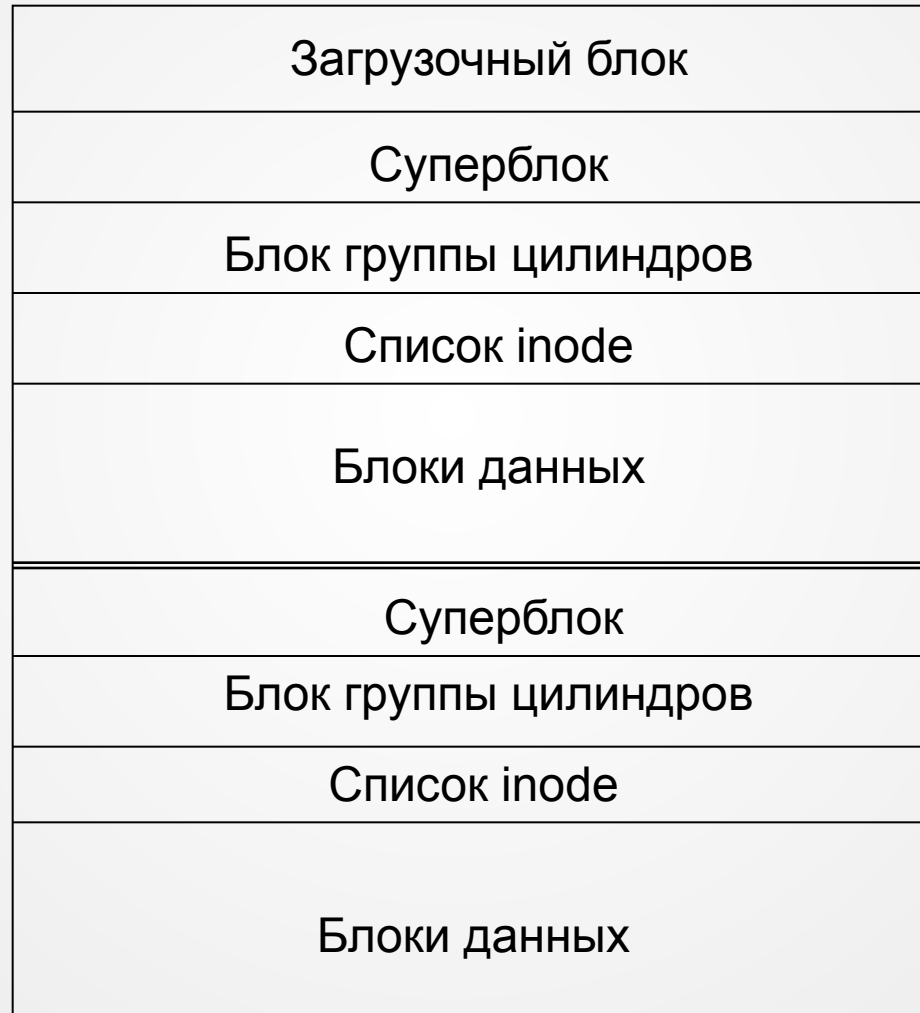 Загрузочный блок
Суперблок
Блок группы цилиндров
Список inode
Блоки данных
Суперблок
Блок группы цилиндров
Список inode
Блоки данных